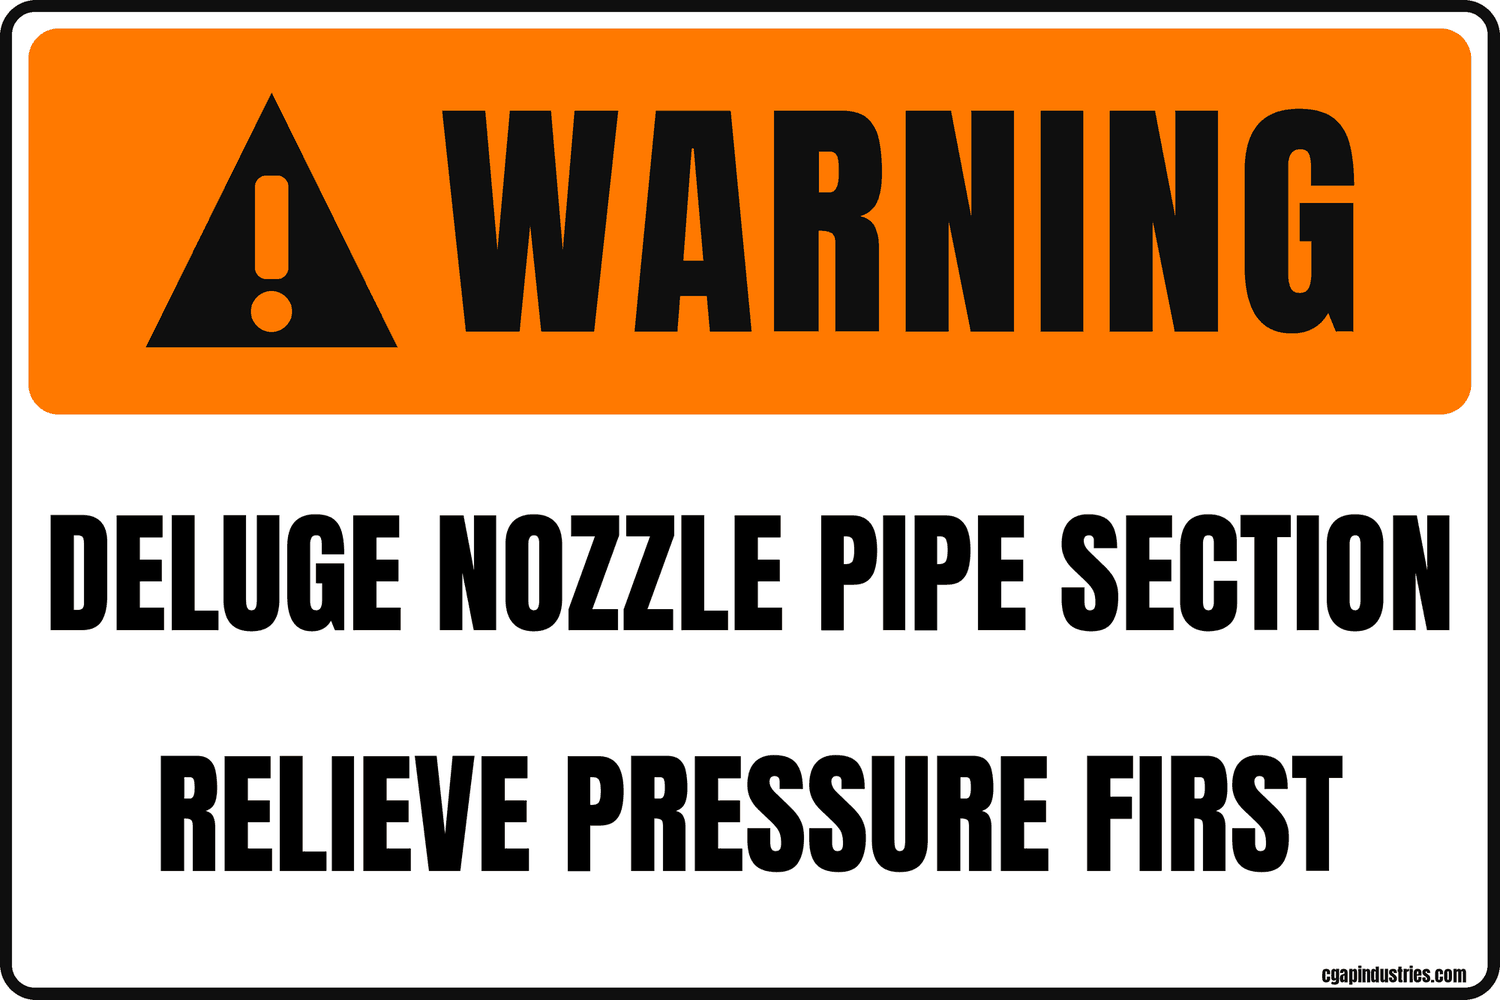 WARNING
DELUGE NOZZLE PIPE SECTION
RELIEVE PRESSURE FIRST
cgapindustries.com